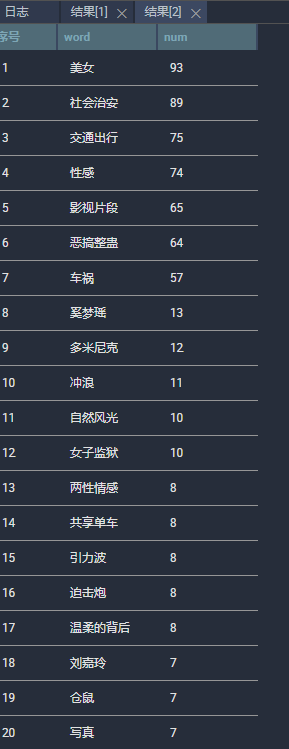 日志 结果[1] 结果[2]
序号 word num
1 美女 93
2 社会治安 89
3 交通出行 75
4 性感 74
5 影视片段 65
6 恶搞整蛊 64
7 车祸 57
8 奚梦瑶 13
9 多米尼克 12
10 冲浪 11
11 自然风光 10
12 女子监狱 10
13 两性情感 8
14 共享单车 8
15 引力波 8
16 迫击炮 8
17 温柔的背后 8
18 刘嘉玲 7
19 仓鼠 7
20 写真 7